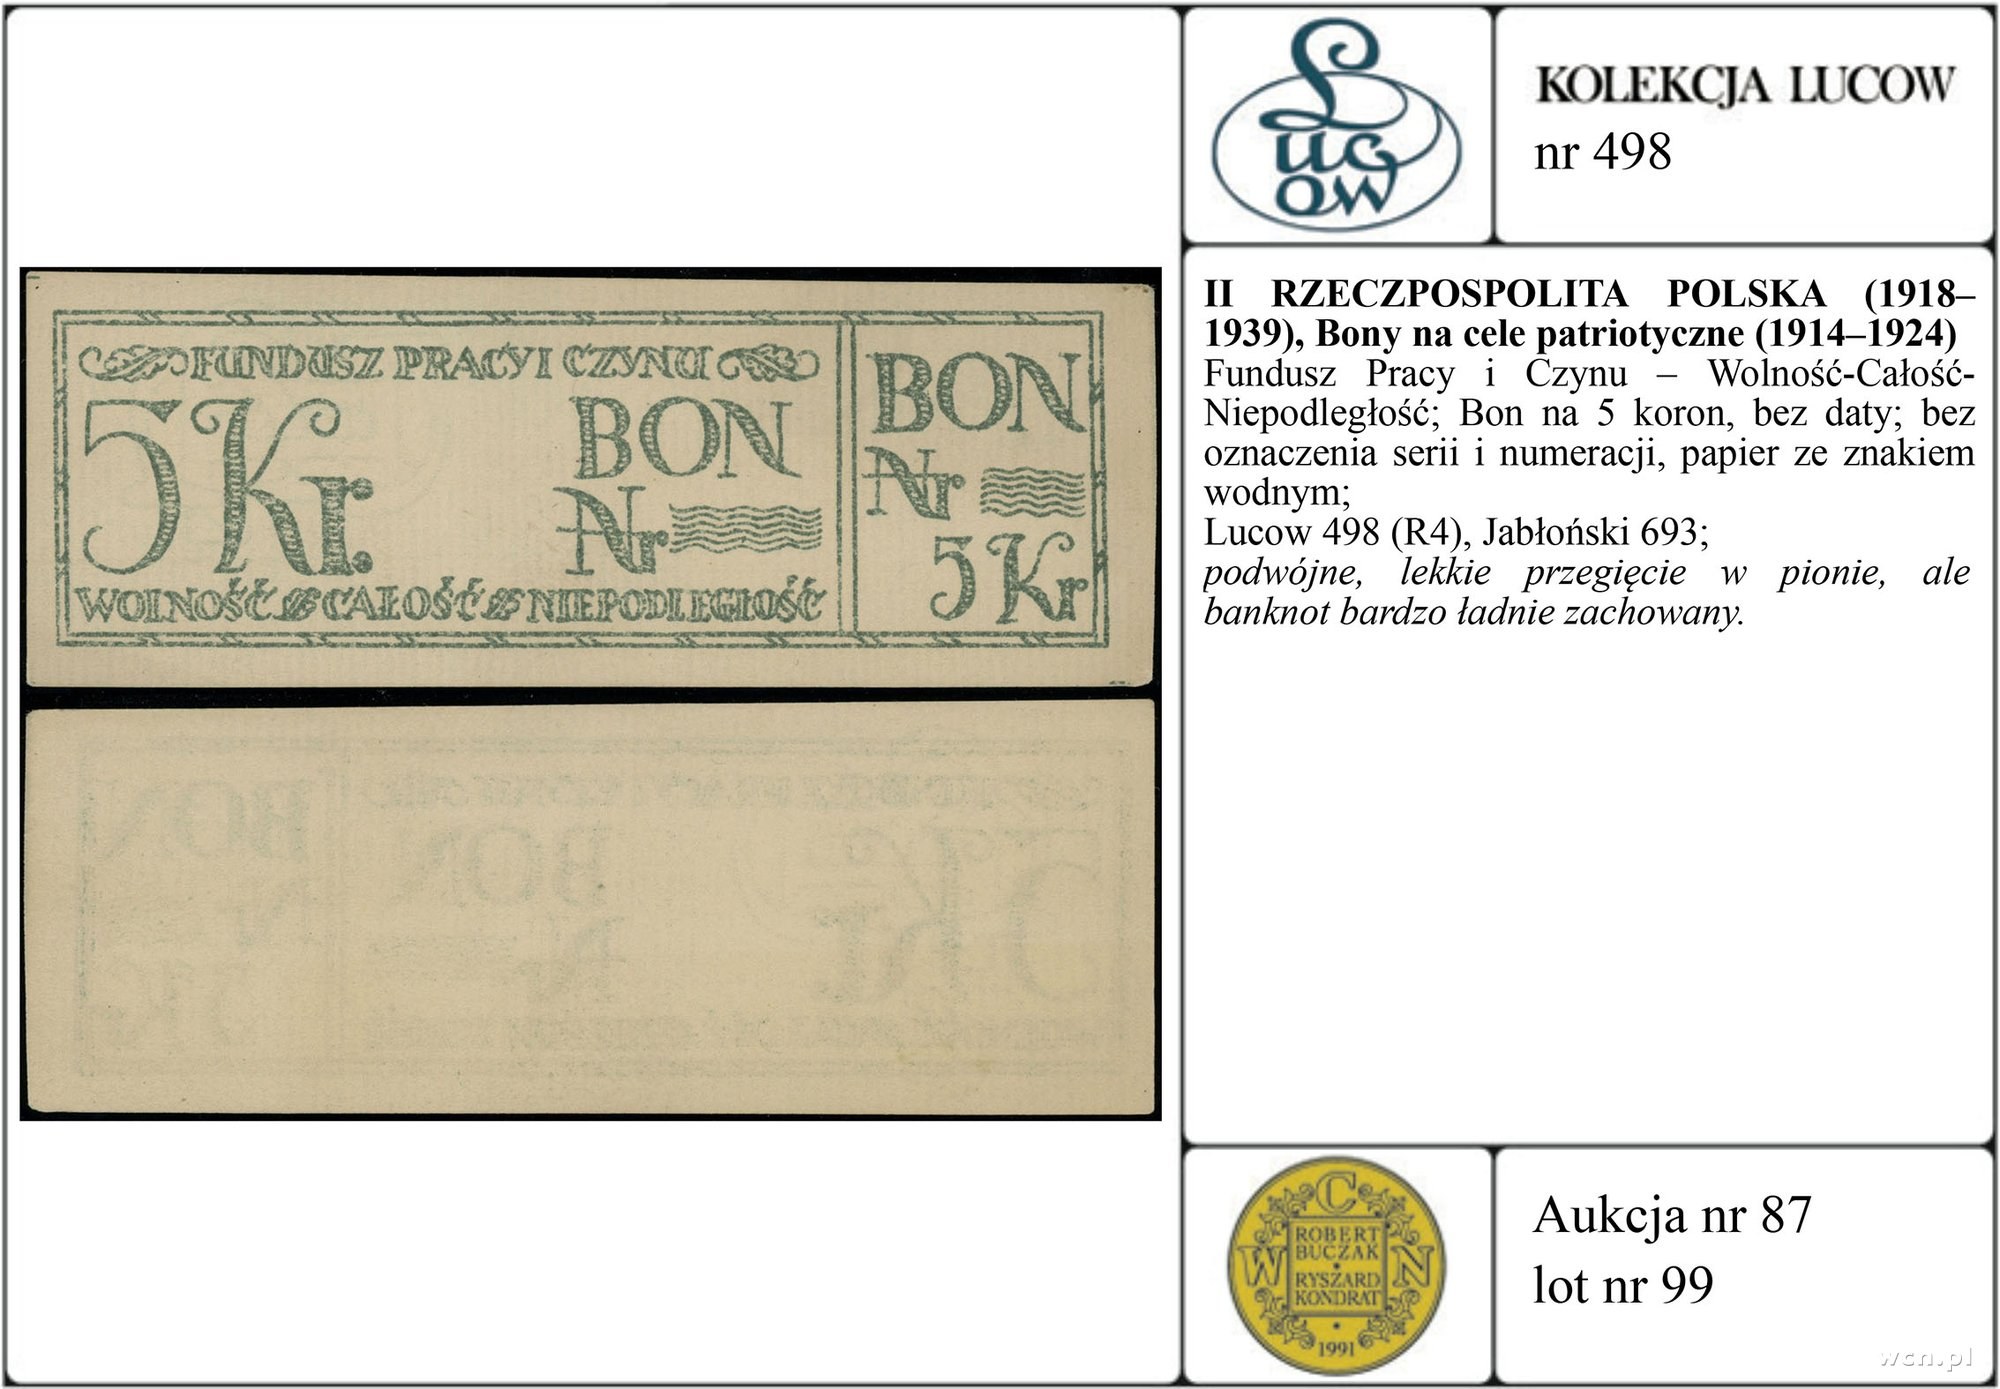 FUNDUSZ PRACY I CZYNU
5 Kr.
BON
Nr
WOLNOŚĆ CAŁOŚĆ NIEPODLEGŁOŚĆ
BON
Nr
5 Kr
Lucow
KOLEKCJA LUCOW
nr 498
II RZECZPOSPOLITA POLSKA (1918–
1939), Bony na cele patriotyczne (1914–1924)
Fundusz Pracy i Czynu – Wolność-Całość-
Niepodległość; Bon na 5 koron, bez daty; bez
oznaczenia serii i numeracji, papier ze znakiem
wodnym;
Lucow 498 (R4), Jabłoński 693;
podwójne, lekkie przegięcie w pionie, ale
banknot bardzo ładnie zachowany.
W C N
ROBERT
BUCZAK
RYSZARD
KONDRAT
1991
Aukcja nr 87
lot nr 99
wcn.pl